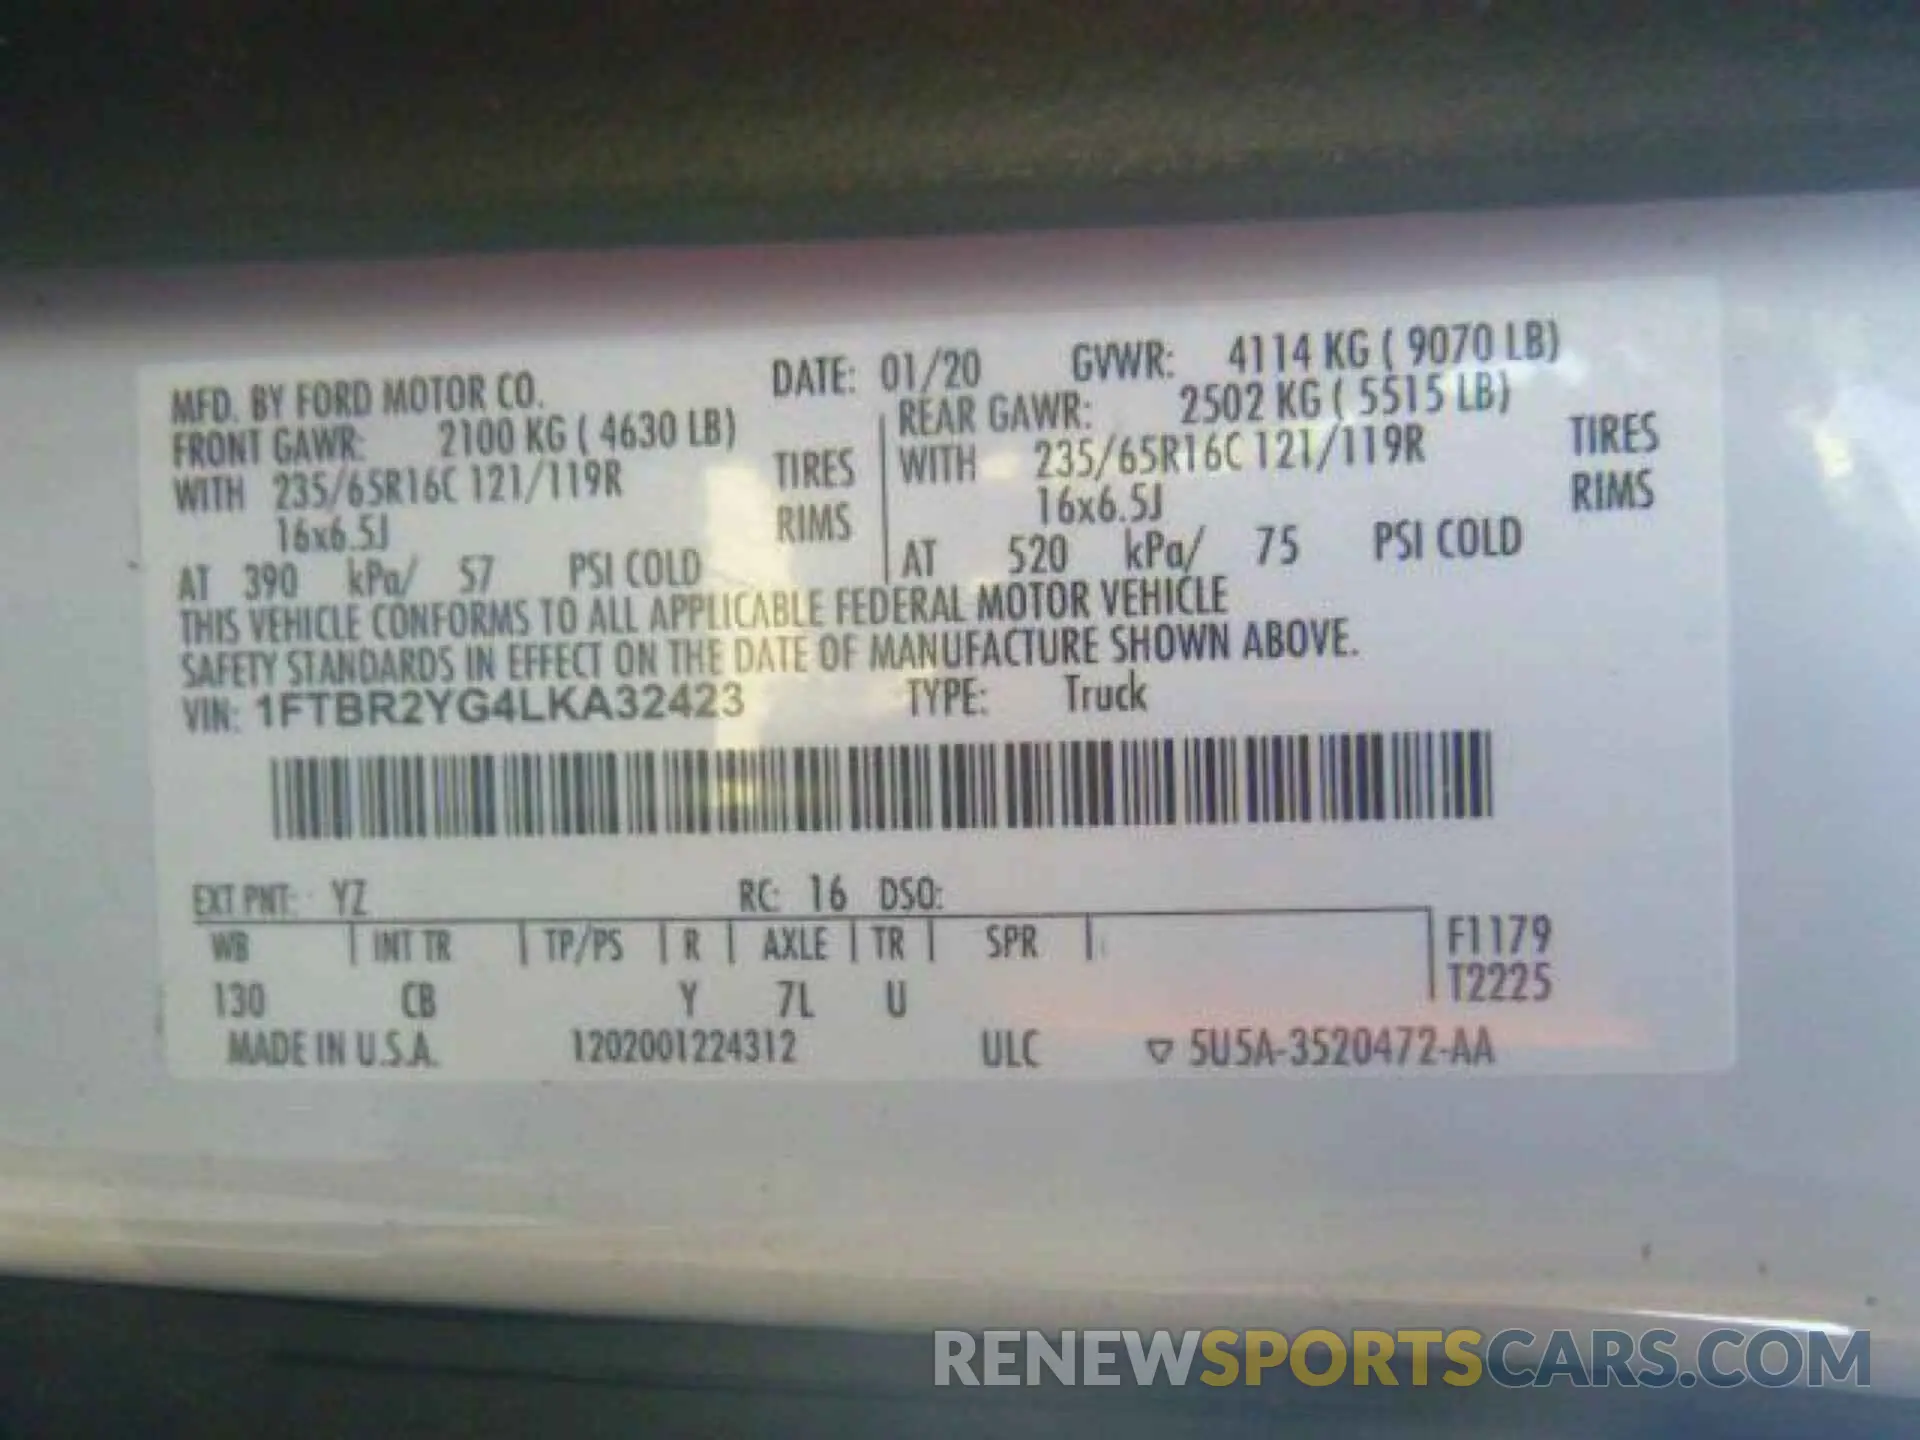 MFD. BY FORD MOTOR CO. DATE: 01/20 GVWR: 4114 KG ( 9070 LB)
FRONT GAWR: 2100 KG ( 4630 LB) REAR GAWR: 2502 KG ( 5515 LB)
WITH 235/65R16C 121/119R TIRES WITH 235/65R16C 121/119R TIRES
16x6.5J RIMS 16x6.5J RIMS
AT 390 kPa/ 57 PSI COLD AT 520 kPa/ 75 PSI COLD
THIS VEHICLE CONFORMS TO ALL APPLICABLE FEDERAL MOTOR VEHICLE
SAFETY STANDARDS IN EFFECT ON THE DATE OF MANUFACTURE SHOWN ABOVE.
VIN: 1FTBR2YG4LKA32423 TYPE: Truck
EXT PNT: YZ RC: 16 DSO:
WB INT TR TP/PS R AXLE TR SPR F1179
130 CB Y 7L U T2225
MADE IN U.S.A. 1202001224312 ULC ▽ 5U5A-3520472-AA
RENEWSPORTSCARS.COM